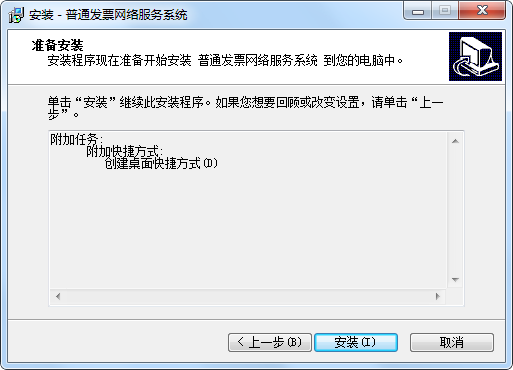 安装 - 普通发票网络服务系统
准备安装
安装程序现在准备开始安装 普通发票网络服务系统 到您的电脑中。
单击“安装”继续此安装程序。如果您想要回顾或改变设置，请单击“上一
步”。
附加任务:
附加快捷方式:
创建桌面快捷方式(D)
< 上一步(B)
安装(I)
取消